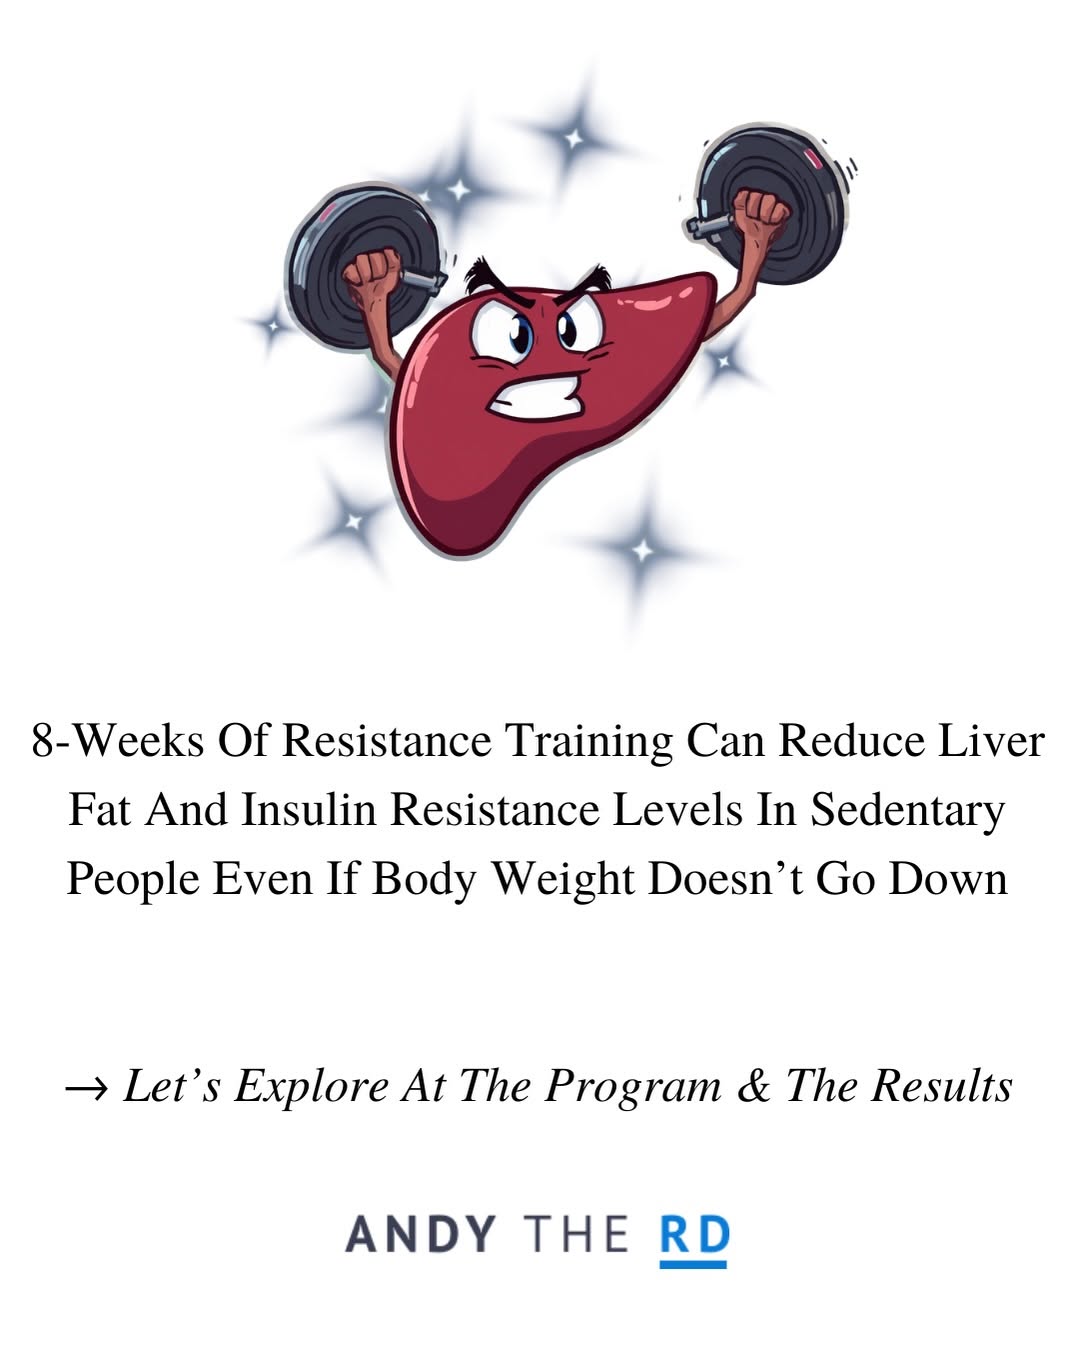 8-Weeks Of Resistance Training Can Reduce Liver
Fat And Insulin Resistance Levels In Sedentary
People Even If Body Weight Doesn’t Go Down
→ Let’s Explore At The Program & The Results
ANDY THE RD